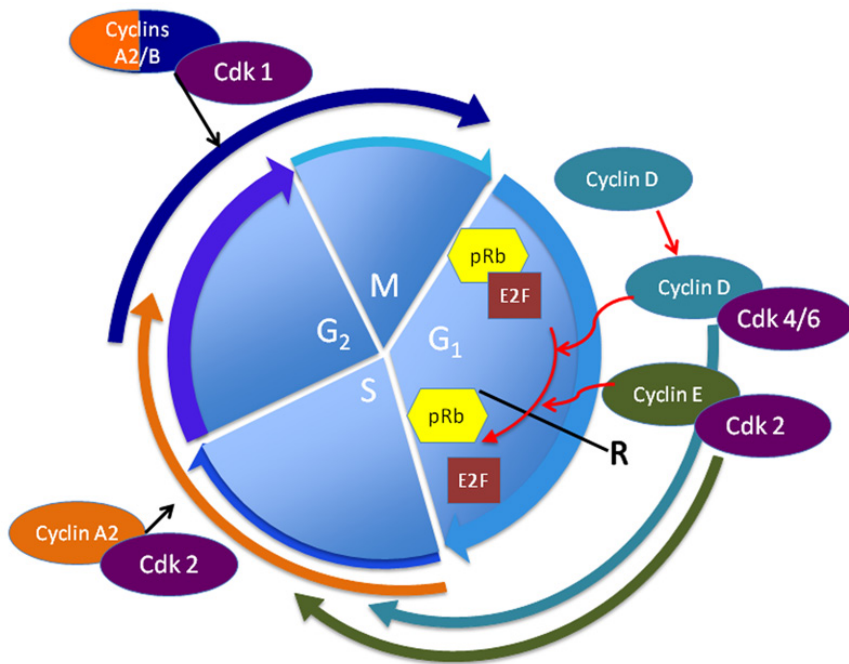 Cyclins
A2/B
Cdk 1
Cyclin D
pRb
E2F
M
Cyclin D
Cdk 4/6
G₂
G₁
S
Cyclin E
pRb
Cdk 2
R
E2F
Cyclin A2
Cdk 2